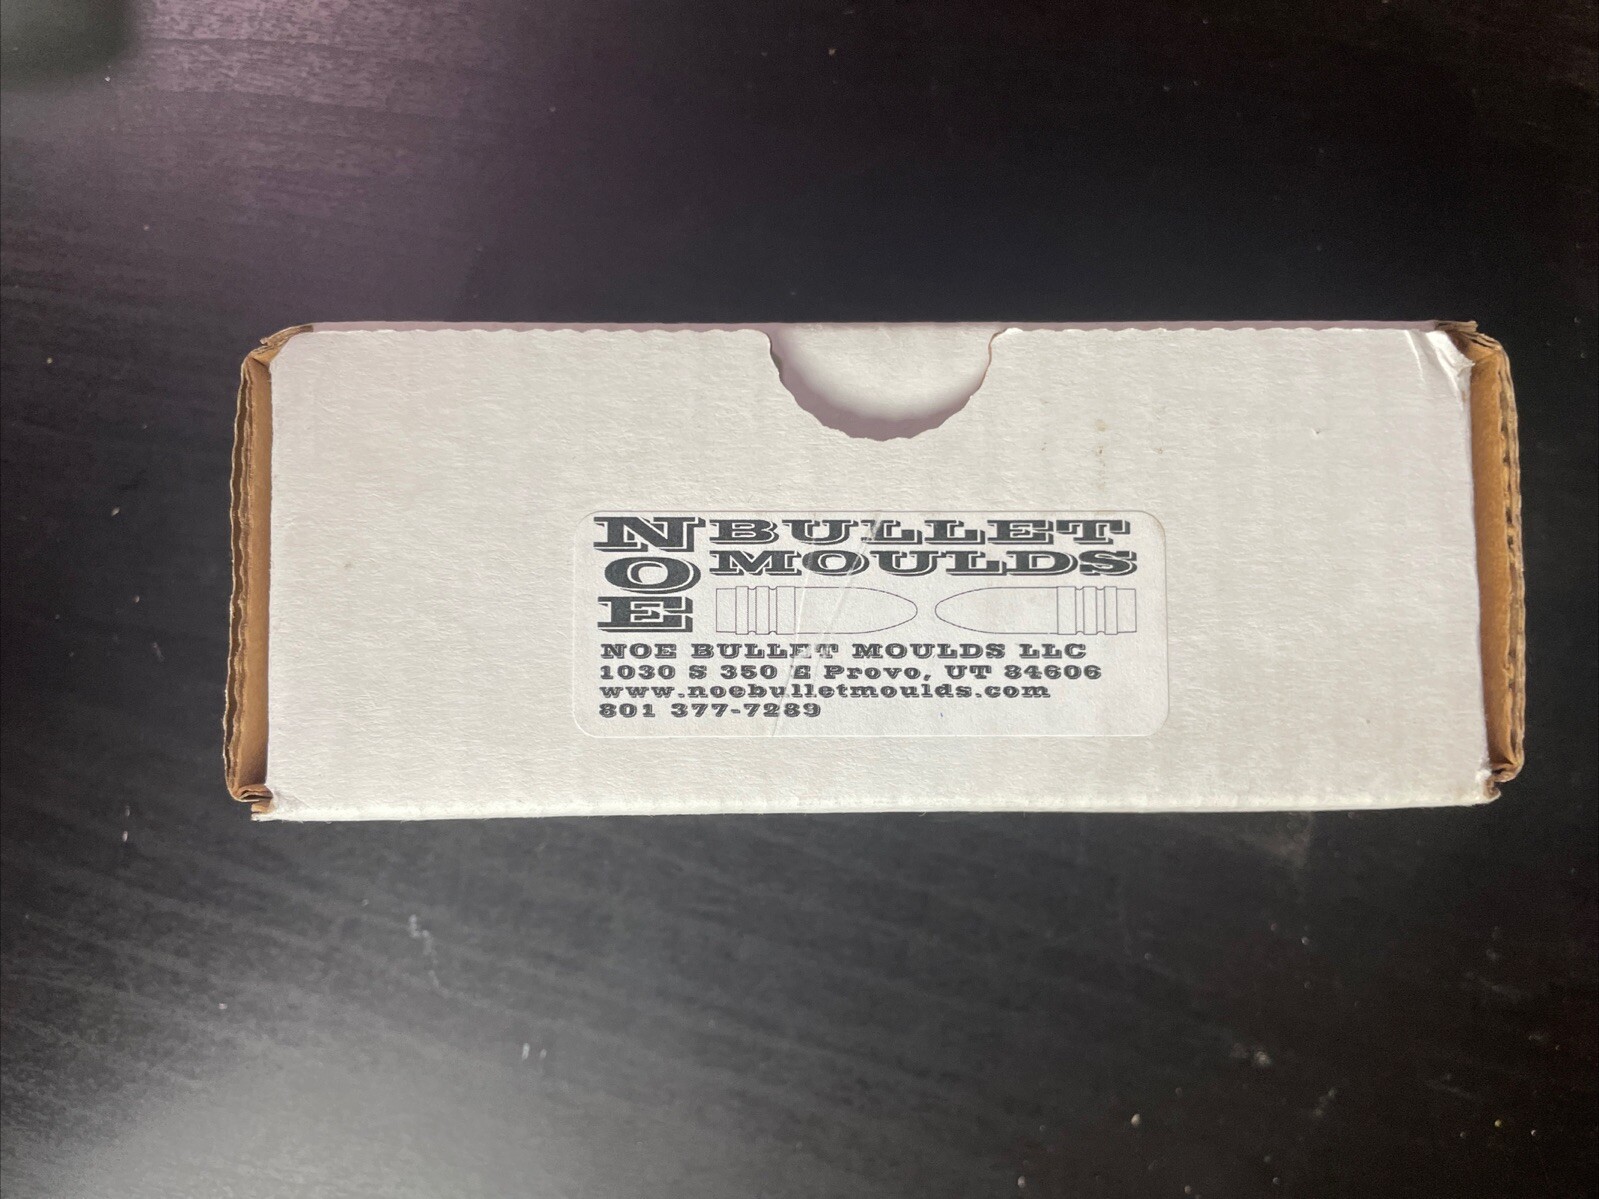 NOE BULLET MOULDS
NOE BULLET MOULDS LLC
1030 S 350 E Provo, UT 84606
www.noebulletmoulds.com
801 377-7289